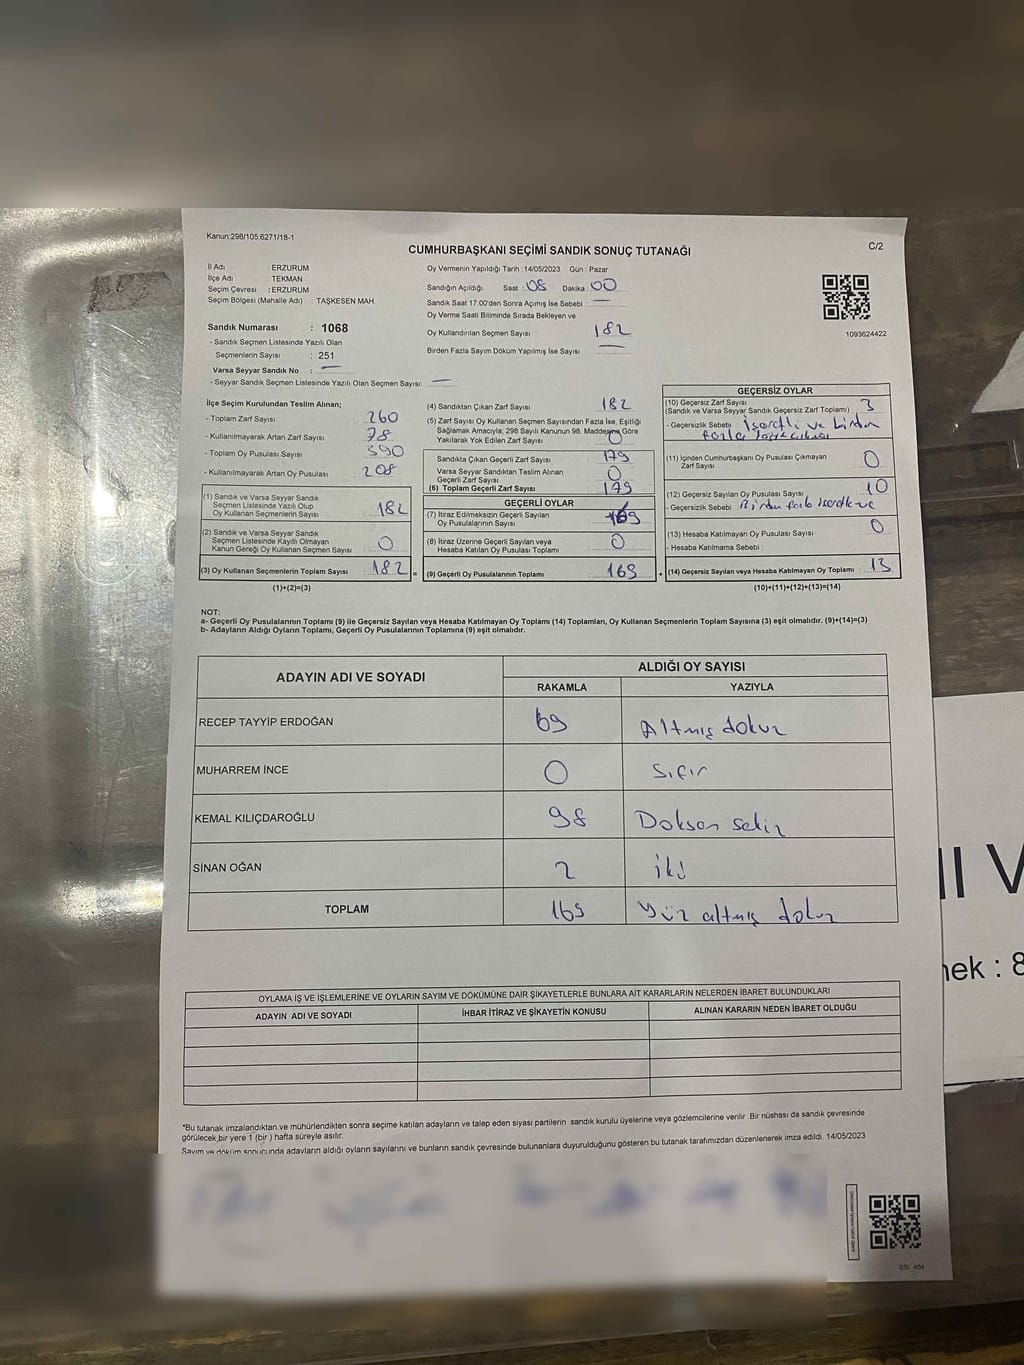 Kanun:298/105.6271/18-1
C/2
CUMHURBAŞKANI SEÇİMİ SANDIK SONUÇ TUTANAĞI
İl Adı : ERZURUM
İlçe Adı : TEKMAN
Seçim Çevresi : ERZURUM
Seçim Bölgesi (Mahalle Adı) : TAŞKESEN MAH.
Sandık Numarası : 1068
- Sandık Seçmen Listesinde Yazılı Olan
Seçmenlerin Sayısı : 251
Varsa Seyyar Sandık No : —
- Seyyar Sandık Seçmen Listesinde Yazılı Olan Seçmen Sayısı: —
Oy Vermenin Yapıldığı Tarih :14/05/2023 Gün : Pazar
Sandığın Açıldığı Saat : 08 Dakika : 00
Sandık Saat 17:00'den Sonra Açımış İse Sebebi : —
Oy Verme Saati Bitiminde Sırada Bekleyen ve
Oy Kullandırılan Seçmen Sayısı 182
Birden Fazla Sayım Döküm Yapılmış İse Sayısı —
1093624422
İlçe Seçim Kurulundan Teslim Alınan;
- Toplam Zarf Sayısı 260
- Kullanılmayarak Artan Zarf Sayısı 78
- Toplam Oy Pusulası Sayısı 390
- Kullanılmayarak Artan Oy Pusulası 208
(1) Sandık ve Varsa Seyyar Sandık
Seçmen Listesinde Yazılı Olup
Oy Kullanan Seçmenlerin Sayısı 182
(2) Sandık ve Varsa Seyyar Sandık
Seçmen Listesinde Kayıtlı Olmayan
Kanun Gereği Oy Kullanan Seçmen Sayısı 0
(3) Oy Kullanan Seçmenlerin Toplam Sayısı 182
(1)+(2)=(3)
(4) Sandıktan Çıkan Zarf Sayısı 182
(5) Zarf Sayısı Oy Kullanan Seçmen Sayısından Fazla İse, Eşitliği
Sağlamak Amacıyla; 298 Sayılı Kanunun 98. Maddesine Göre
Yakılarak Yok Edilen Zarf Sayısı 0
Sandıkta Çıkan Geçerli Zarf Sayısı 179
Varsa Seyyar Sandıktan Teslim Alınan
Geçerli Zarf Sayısı 0
(6) Toplam Geçerli Zarf Sayısı 179
GEÇERLİ OYLAR
(7) İtiraz Edilmeksizin Geçerli Sayılan
Oy Pusulalarının Sayısı 169
(8) İtiraz Üzerine Geçerli Sayılan veya
Hesaba Katılan Oy Pusulası Toplamı 0
= (9) Geçerli Oy Pusulalarının Toplamı 169
GEÇERSİZ OYLAR
(10) Geçersiz Zarf Sayısı
(Sandık ve Varsa Seyyar Sandık Geçersiz Zarf Toplamı) 3
- Geçersizlik Sebebi : İşaretli ve birden
fazla
(11) İçinden Cumhurbaşkanı Oy Pusulası Çıkmayan
Zarf Sayısı 0
(12) Geçersiz Sayılan Oy Pusulası Sayısı 10
- Geçersizlik Sebebi : Birden fazla
(13) Hesaba Katılmayan Oy Pusulası Sayısı 0
- Hesaba Katılmama Sebebi :
+ (14) Geçersiz Sayılan veya Hesaba Katılmayan Oy Toplamı 13
(10)+(11)+(12)+(13)=(14)
NOT:
a- Geçerli Oy Pusulalarının Toplamı (9) ile Geçersiz Sayılan veya Hesaba Katılmayan Oy Toplamı (14) Toplamları, Oy Kullanan Seçmenlerin Toplam Sayısına (3) eşit olmalıdır. (9)+(14)=(3)
b- Adayların Aldığı Oyların Toplamı, Geçerli Oy Pusulalarının Toplamına (9) eşit olmalıdır.
ADAYIN ADI VE SOYADI ALDIĞI OY SAYISI
RAKAMLA YAZIYLA
RECEP TAYYİP ERDOĞAN 69 Altmış dokuz
MUHARREM İNCE 0 Sıfır
KEMAL KILIÇDAROĞLU 98 Doksan sekiz
SİNAN OĞAN 2 iki
TOPLAM 169 yüz altmış dokuz
OYLAMA İŞ VE İŞLEMLERİNE VE OYLARIN SAYIM VE DÖKÜMÜNE DAİR ŞİKAYETLERLE BUNLARA AİT KARARLARIN NELERDEN İBARET BULUNDUKLARI
ADAYIN ADI VE SOYADI İHBAR İTİRAZ VE ŞİKAYETİN KONUSU ALINAN KARARIN NEDEN İBARET OLDUĞU
*Bu tutanak imzalandıktan ve mühürlendikten sonra seçime katılan adayların ve talep eden siyasi partilerin sandık kurulu üyelerine veya gözlemcilerine verilir .Bir nüshası da sandık çevresinde
görülecek bir yere 1 (bir ) hafta süreyle asılır.
Sayım ve döküm sonucunda adayların aldığı oyların sayılarını ve bunların sandık çevresinde bulunanlara duyurulduğunu gösteren bu tutanak tarafımızdan düzenlenerek imza edildi. 14/05/2023
II V
nek : 8